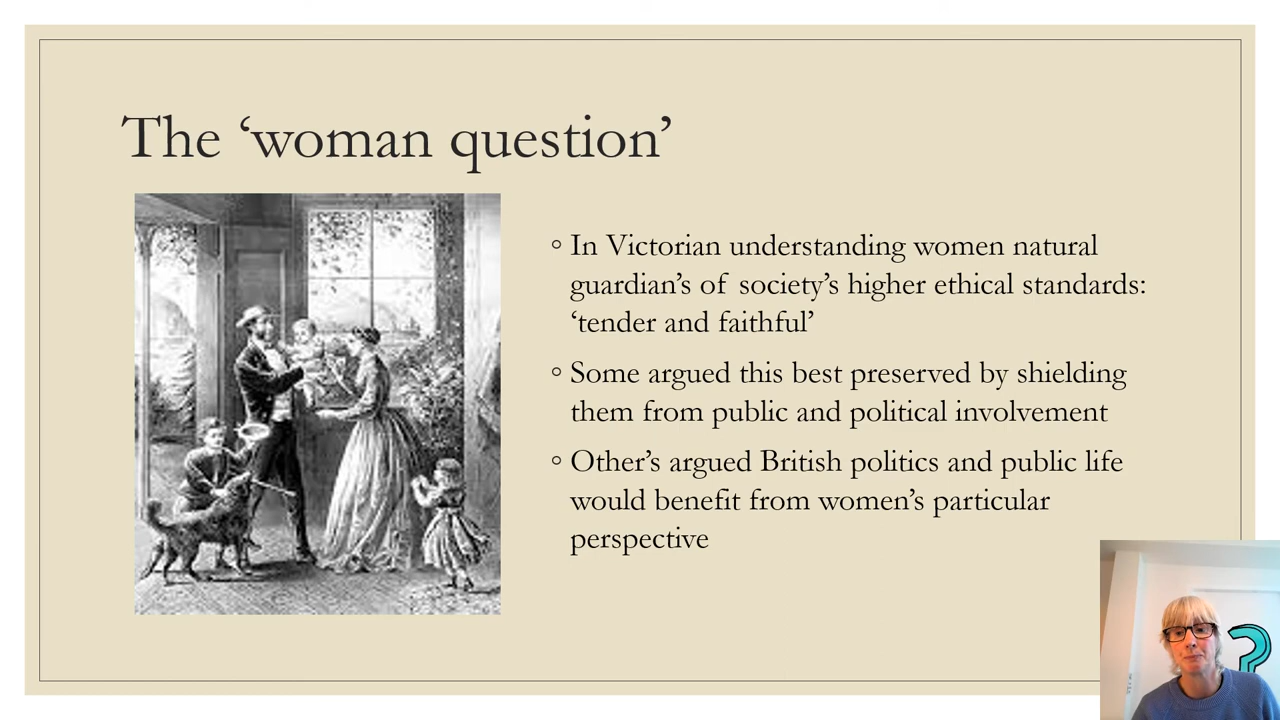 The ‘woman question’
◦ In Victorian understanding women natural
guardian’s of society’s higher ethical standards:
‘tender and faithful’
◦ Some argued this best preserved by shielding
them from public and political involvement
◦ Other’s argued British politics and public life
would benefit from women’s particular
perspective
?